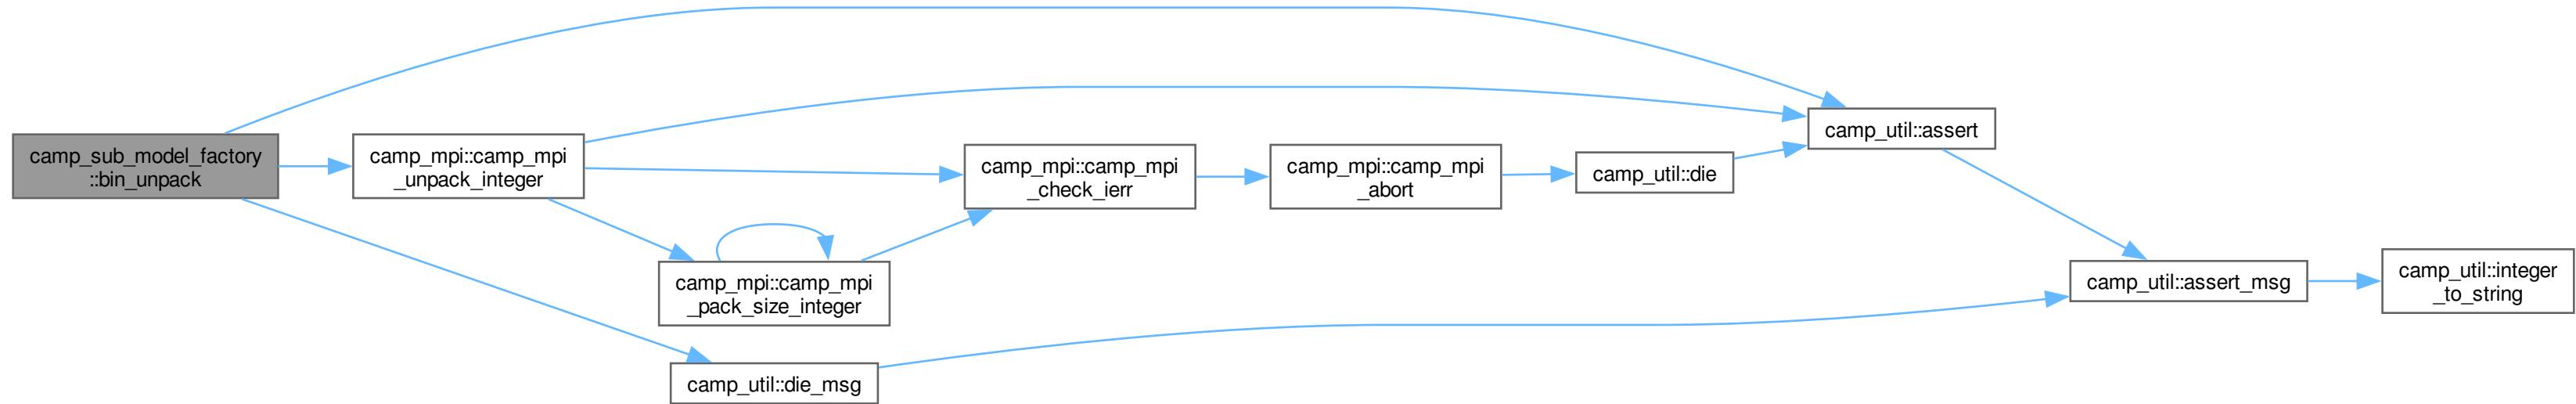 camp_sub_model_factory
::bin_unpack
camp_mpi::camp_mpi
_unpack_integer
camp_mpi::camp_mpi
_pack_size_integer
camp_util::die_msg
camp_mpi::camp_mpi
_check_ierr
camp_mpi::camp_mpi
_abort
camp_util::die
camp_util::assert
camp_util::assert_msg
camp_util::integer
_to_string